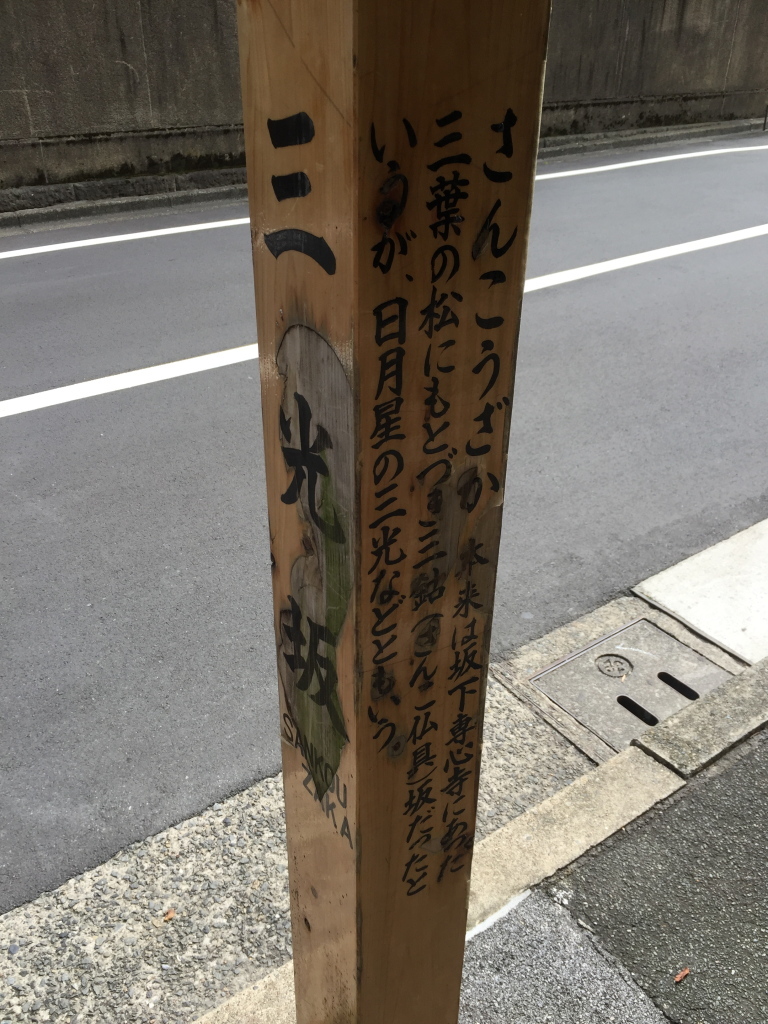 三光坂
SANKOU
ZAKA
さんこうざか 本来は坂下専心寺にあった
三葉の松にもとづき三鈷(さんこ仏具)坂だったと
いうが、日月星の三光などともいう。